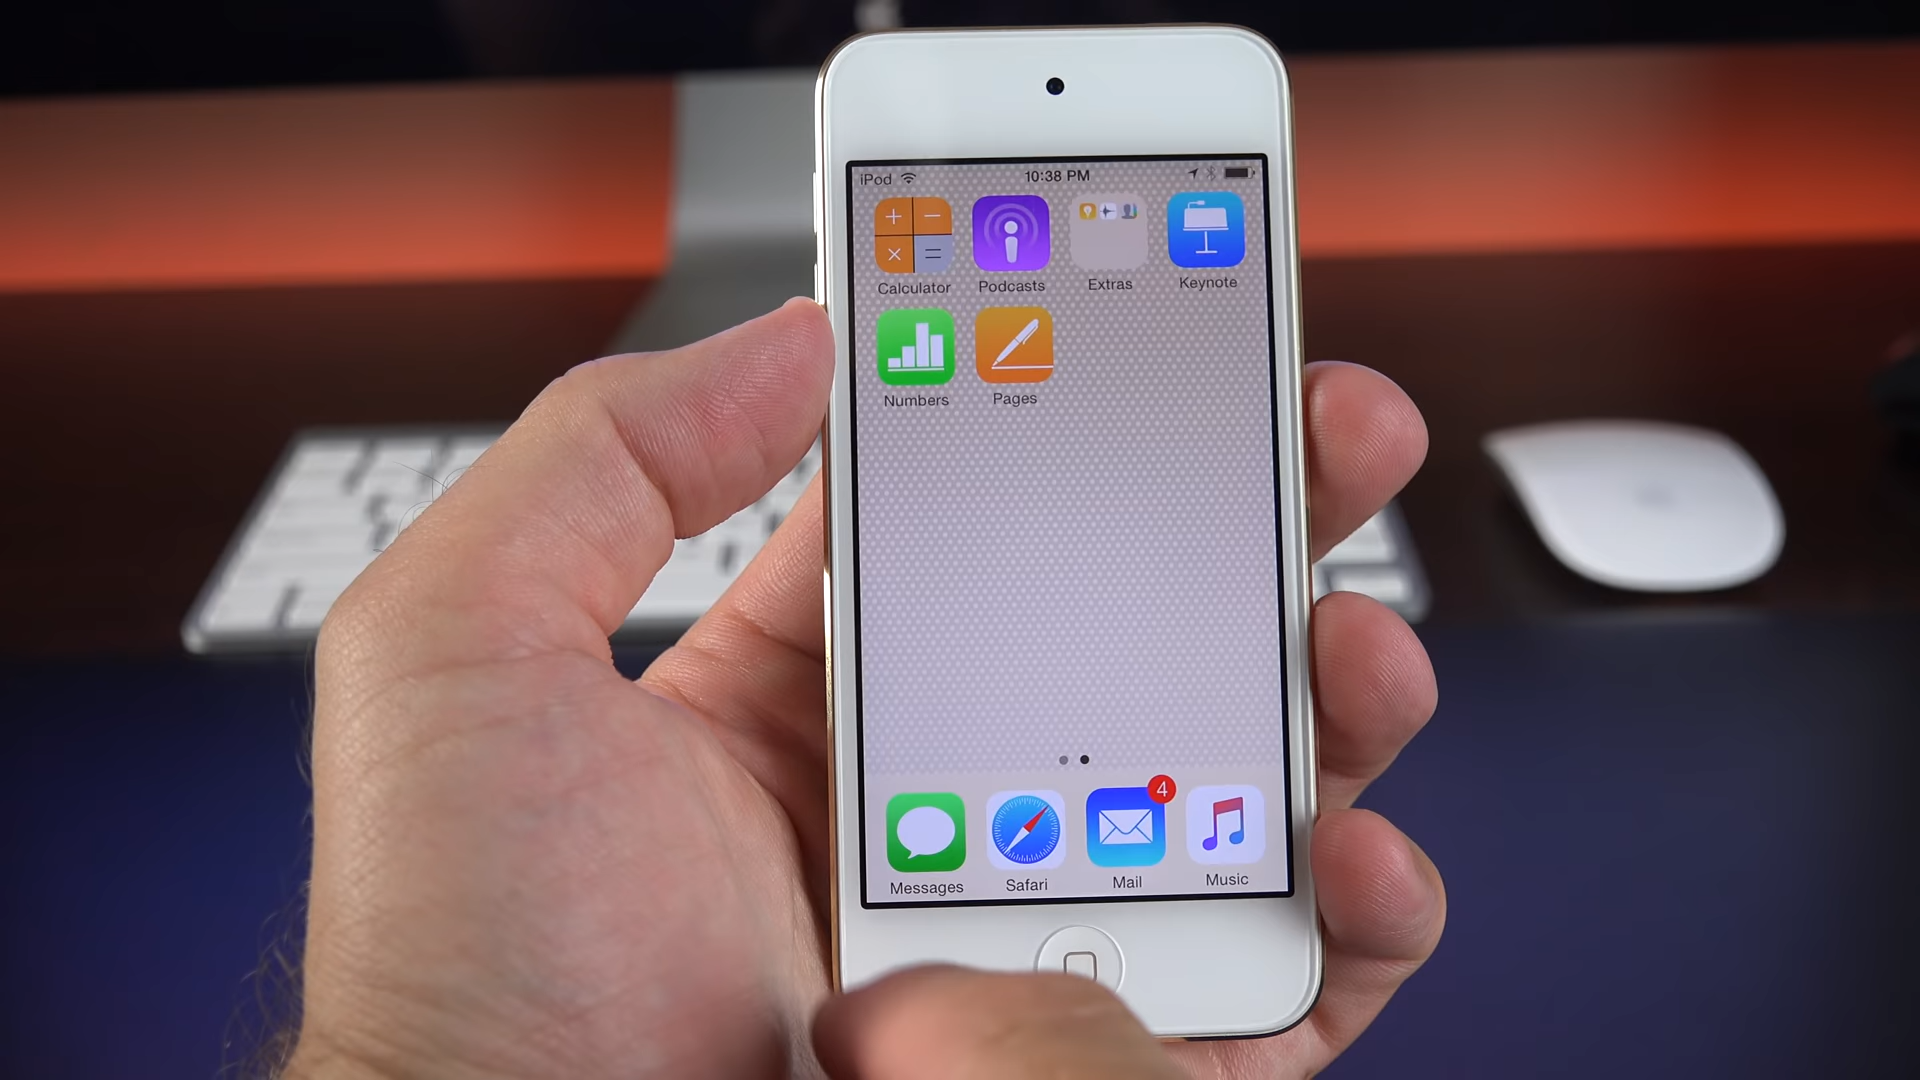 iPod 10:38 PM
Calculator Podcasts Extras Keynote
Numbers Pages
4
Messages Safari Mail Music